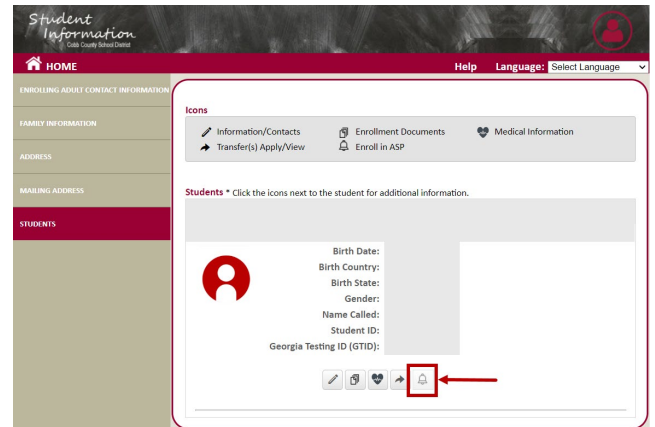 Student
Information
Cobb County School District
HOME
Help Language: Select Language
ENROLLING ADULT CONTACT INFORMATION
FAMILY INFORMATION
ADDRESS
MAILING ADDRESS
STUDENTS
Icons
Information/Contacts Enrollment Documents Medical Information
Transfer(s) Apply/View Enroll in ASP
Students * Click the icons next to the student for additional information.
Birth Date:
Birth Country:
Birth State:
Gender:
Name Called:
Student ID:
Georgia Testing ID (GTID):